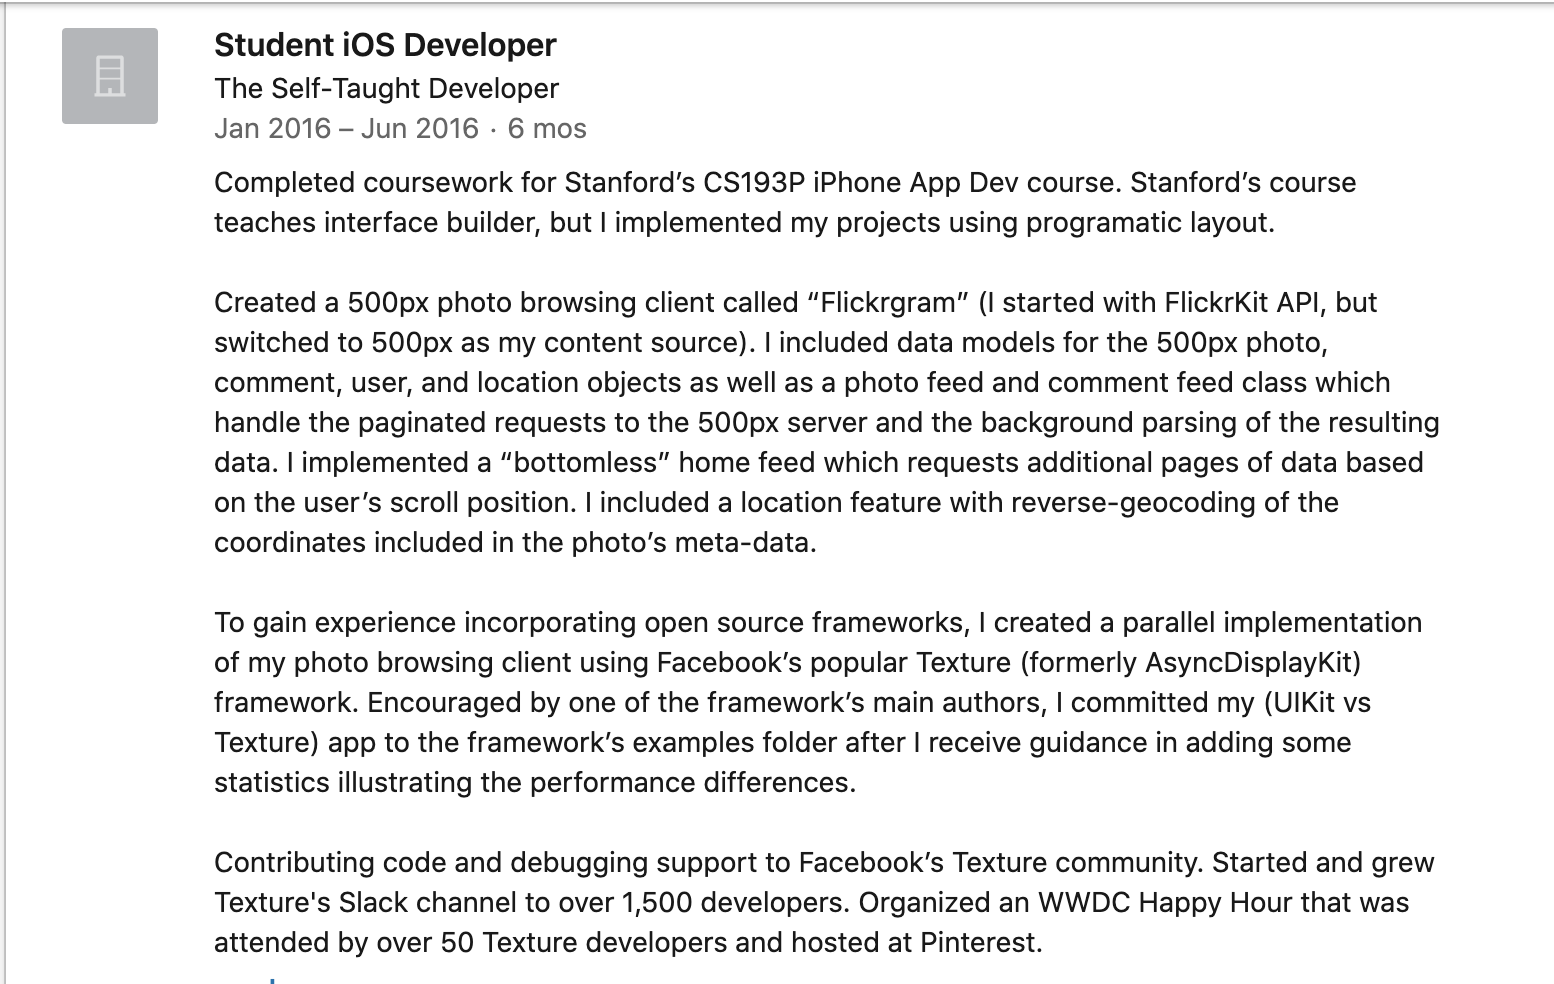 Student iOS Developer
The Self-Taught Developer
Jan 2016 – Jun 2016 · 6 mos
Completed coursework for Stanford’s CS193P iPhone App Dev course. Stanford’s course
teaches interface builder, but I implemented my projects using programatic layout.
Created a 500px photo browsing client called “Flickrgram” (I started with FlickrKit API, but
switched to 500px as my content source). I included data models for the 500px photo,
comment, user, and location objects as well as a photo feed and comment feed class which
handle the paginated requests to the 500px server and the background parsing of the resulting
data. I implemented a “bottomless” home feed which requests additional pages of data based
on the user’s scroll position. I included a location feature with reverse-geocoding of the
coordinates included in the photo’s meta-data.
To gain experience incorporating open source frameworks, I created a parallel implementation
of my photo browsing client using Facebook’s popular Texture (formerly AsyncDisplayKit)
framework. Encouraged by one of the framework’s main authors, I committed my (UIKit vs
Texture) app to the framework’s examples folder after I receive guidance in adding some
statistics illustrating the performance differences.
Contributing code and debugging support to Facebook’s Texture community. Started and grew
Texture's Slack channel to over 1,500 developers. Organized an WWDC Happy Hour that was
attended by over 50 Texture developers and hosted at Pinterest.